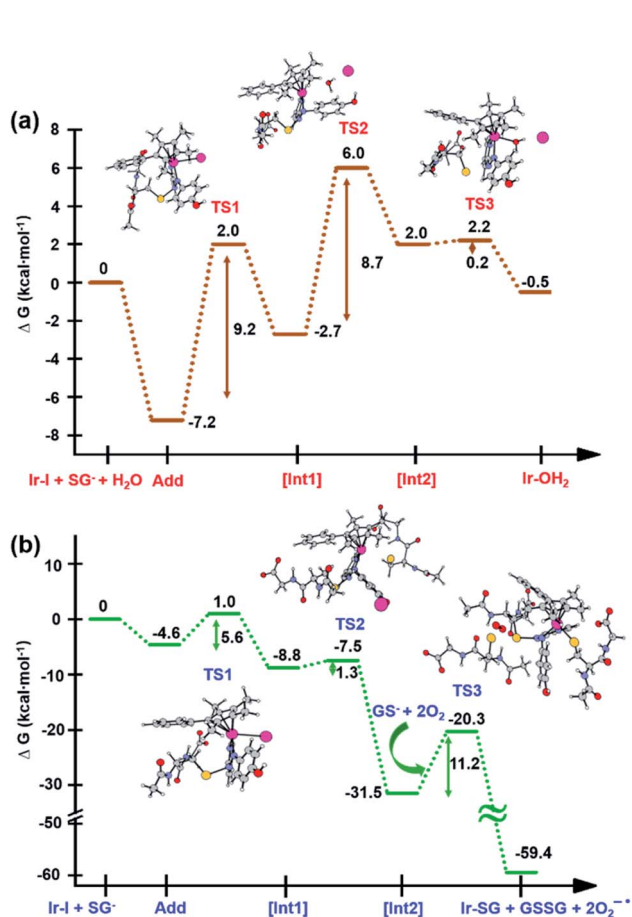 (a)
Δ G (kcal·mol⁻¹)
8
6
4
2
0
-2
-4
-6
-8
TS1
TS2
TS3
0
-7.2
2.0
9.2
-2.7
6.0
8.7
2.0
2.2
0.2
-0.5
Ir-I + SG⁻ + H₂O Add [Int1] [Int2] Ir-OH₂
(b)
Δ G (kcal·mol⁻¹)
10
0
-10
-20
-30
-50
-60
TS1
TS2
TS3
0
-4.6
1.0
5.6
-8.8
-7.5
1.3
GS⁻ + 2O₂
-31.5
-20.3
11.2
-59.4
Ir-I + SG⁻ Add [Int1] [Int2] Ir-SG + GSSG + 2O₂⁻•